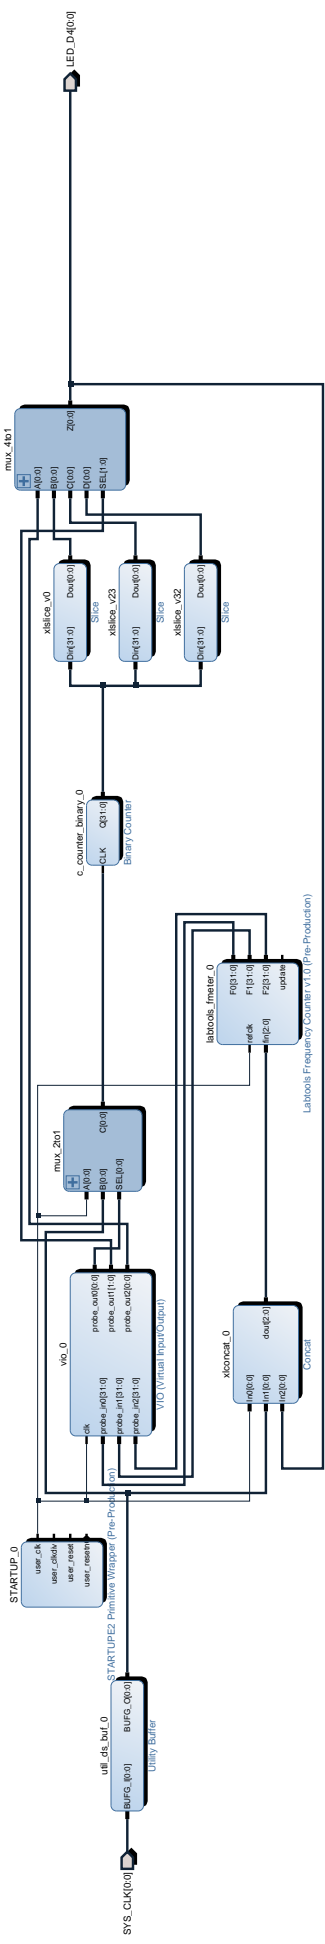 SYS_CLK[0:0]
util_ds_buf_0
BUFG_I[0:0]
BUFG_O[0:0]
Utility Buffer
STARTUP_0
user_clk
user_clkdiv
user_reset
user_resetn
STARTUPE2 Primitive Wrapper (Pre-Production)
vio_0
clk
probe_in0[31:0]
probe_in1[31:0]
probe_in2[31:0]
probe_out0[0:0]
probe_out1[1:0]
probe_out2[0:0]
VIO (Virtual Input/Output)
xlconcat_0
In0[0:0]
In1[0:0]
In2[0:0]
dout[2:0]
Concat
mux_2to1
A[0:0]
B[0:0]
SEL[0:0]
C[0:0]
labtools_fmeter_0
refclk
fin[2:0]
F0[31:0]
F1[31:0]
F2[31:0]
update
Labtools Frequency Counter v1.0 (Pre-Production)
c_counter_binary_0
CLK
Q[31:0]
Binary Counter
xlslice_v0
Din[31:0]
Dout[0:0]
Slice
xlslice_v23
Din[31:0]
Dout[0:0]
Slice
xlslice_v32
Din[31:0]
Dout[0:0]
Slice
mux_4to1
A[0:0]
B[0:0]
C[0:0]
D[0:0]
SEL[1:0]
Z[0:0]
LED_D4[0:0]